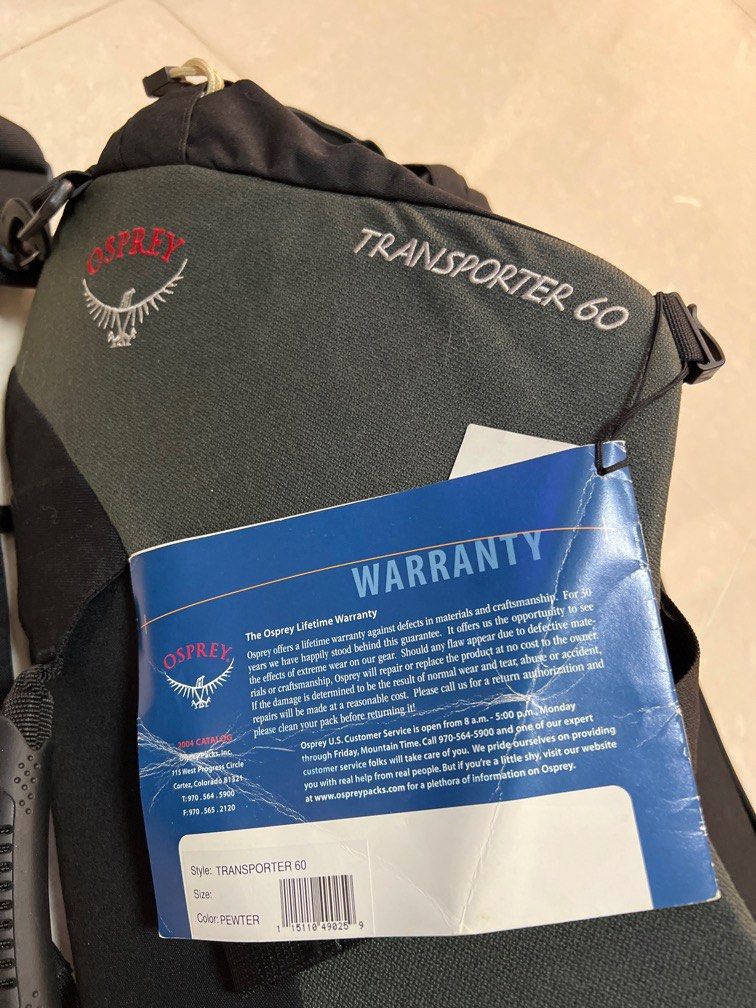 OSPREY
TRANSPORTER 60
WARRANTY
The Osprey Lifetime Warranty
Osprey offers a lifetime warranty against defects in materials and craftsmanship. For 30
years we have happily stood behind this guarantee. It offers us the opportunity to see
the effects of extreme wear on our gear. Should any flaw appear due to defective mate-
rials or craftsmanship, Osprey will repair or replace the product at no cost to the owner.
If the damage is determined to be the result of normal wear and tear, abuse or accident,
repairs will be made at a reasonable cost. Please call us for a return authorization and
please clean your pack before returning it!
OSPREY
2004 CATALOG
Ospreypacks, Inc.
115 West Progress Circle
Cortez, Colorado 81321
T: 970 . 564 . 5900
F: 970 . 565 . 2120
Osprey U.S. Customer Service is open from 8 a.m. - 5:00 p.m., Monday
through Friday, Mountain Time. Call 970-564-5900 and one of our expert
customer service folks will take care of you. We pride ourselves on providing
you with real help from real people. But if you're a little shy, visit our website
at www.ospreypacks.com for a plethora of information on Osprey.
Style: TRANSPORTER 60
Size:
Color: PEWTER
1 15110 49025 9